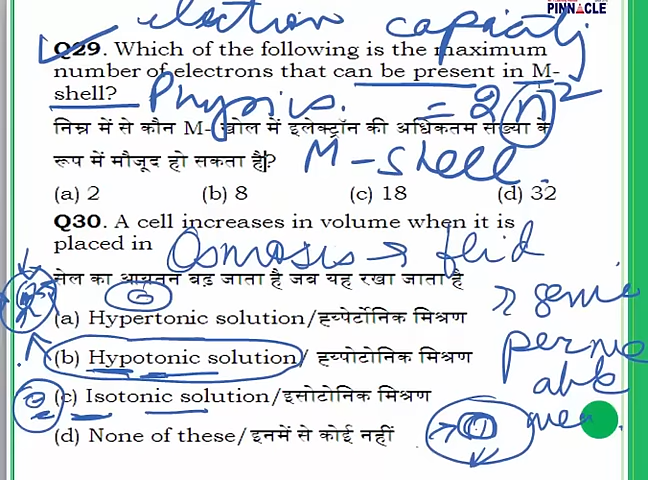 electron capacity
PINNACLE
Q29. Which of the following is the maximum
number of electrons that can be present in M-
shell?
Physics. = 2n²
निम्न में से कौन M- खोल में इलेक्ट्रॉन की अधिकतम संख्या के
रूप में मौजूद हो सकता है?
M-shell.
(a) 2 (b) 8 (c) 18 (d) 32
Q30. A cell increases in volume when it is
placed in
Osmosis → fluid
सेल का आयतन बढ़ जाता है जब यह रखा जाता है
(a) Hypertonic solution/हय्पेर्टोनिक मिश्रण
semi
(b) Hypotonic solution/ हय्पोटोनिक मिश्रण
(c) Isotonic solution/इसोटोनिक मिश्रण
able
(d) None of these/इनमें से कोई नहीं